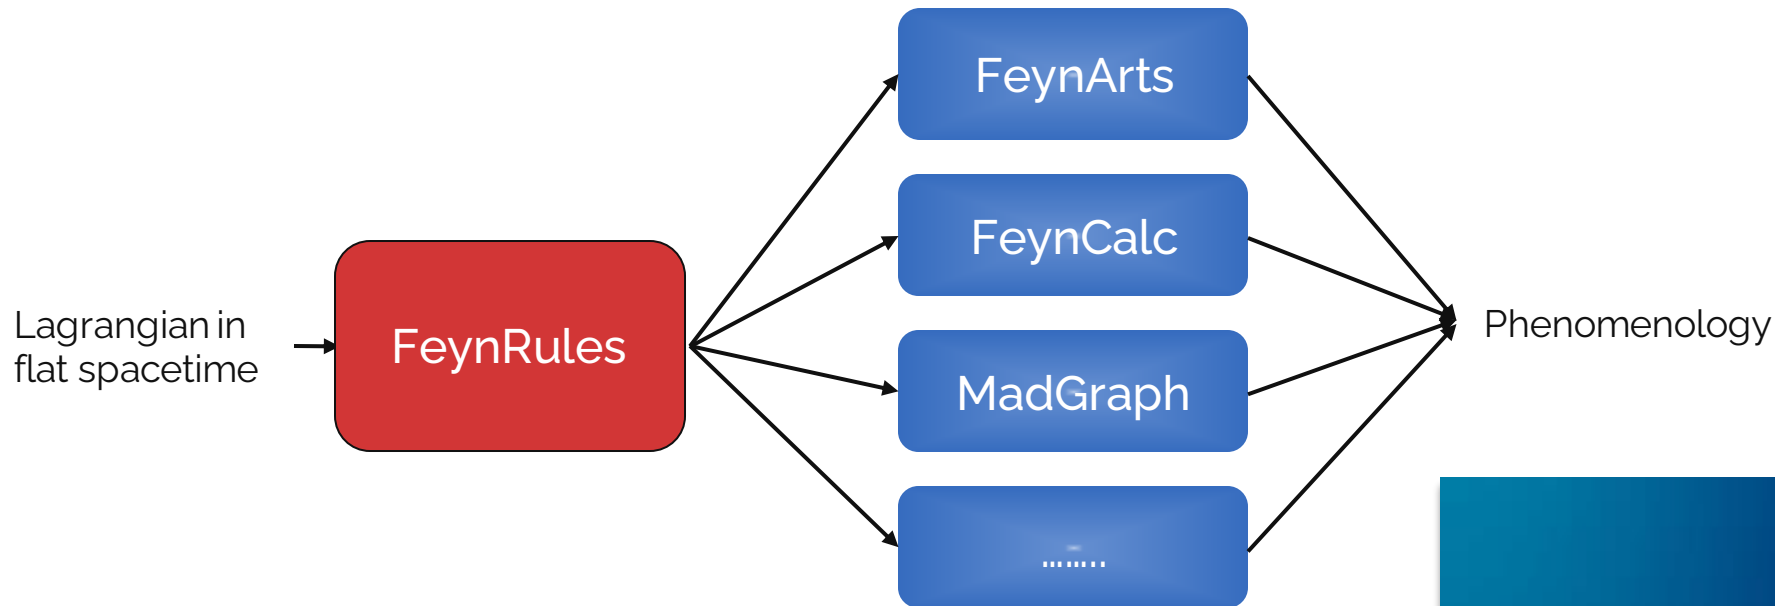 Lagrangian in
flat spacetime
FeynRules
FeynArts
FeynCalc
MadGraph
……..
Phenomenology